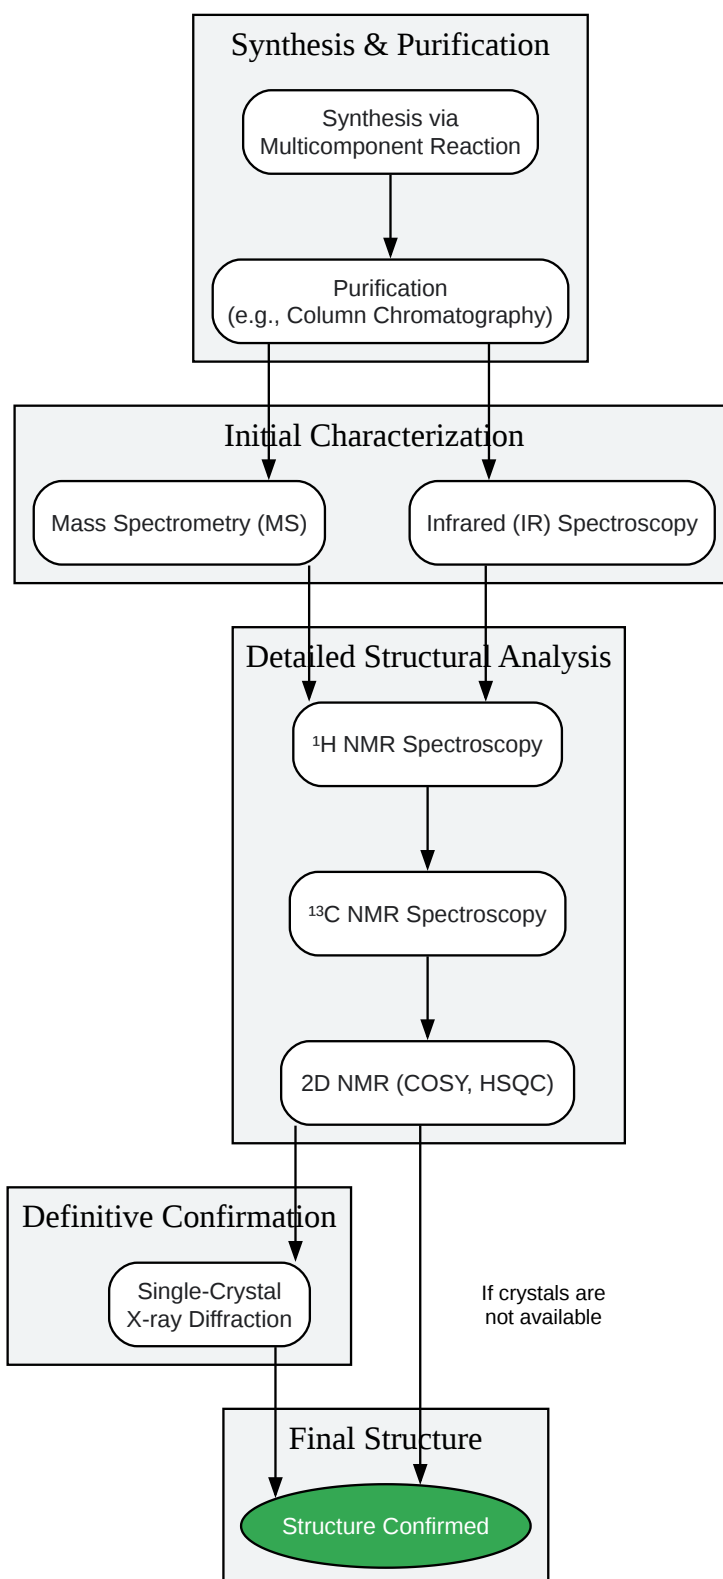 Synthesis & Purification
Synthesis via
Multicomponent Reaction
Purification
(e.g., Column Chromatography)
Initial Characterization
Mass Spectrometry (MS)
Infrared (IR) Spectroscopy
Detailed Structural Analysis
¹H NMR Spectroscopy
¹³C NMR Spectroscopy
2D NMR (COSY, HSQC)
Definitive Confirmation
Single-Crystal
X-ray Diffraction
If crystals are
not available
Final Structure
Structure Confirmed